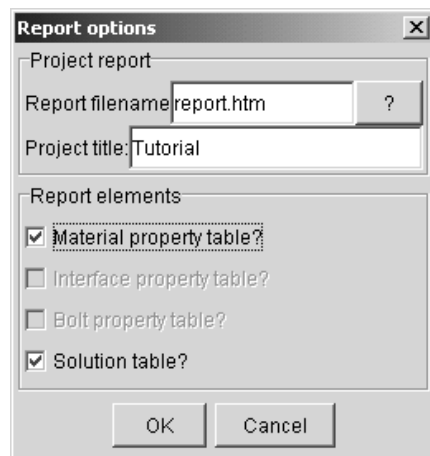 Report options
Project report
Report filename report.htm ?
Project title: Tutorial
Report elements
Material property table?
Interface property table?
Bolt property table?
Solution table?
OK Cancel